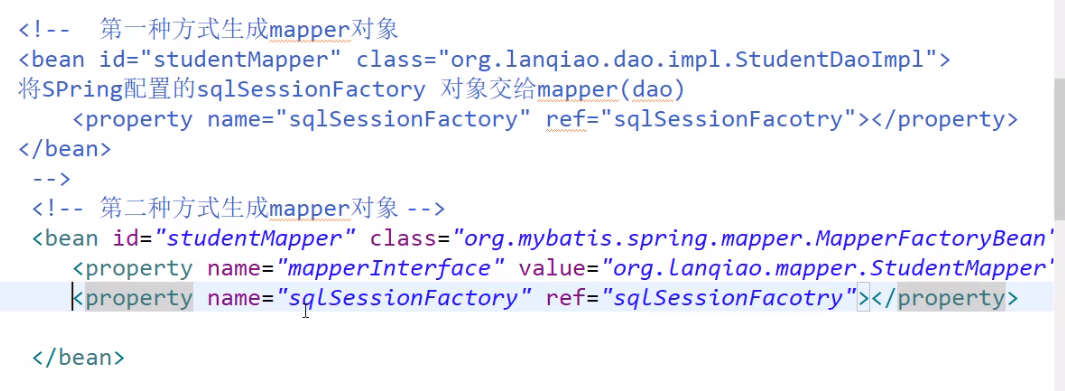 <!--  第一种方式生成mapper对象
<bean id="studentMapper" class="org.lanqiao.dao.impl.StudentDaoImpl">
将SPring配置的sqlSessionFactory 对象交给mapper(dao)
<property name="sqlSessionFactory" ref="sqlSessionFacotry"></property>
</bean>
-->
<!-- 第二种方式生成mapper对象 -->
<bean id="studentMapper" class="org.mybatis.spring.mapper.MapperFactoryBean"
<property name="mapperInterface" value="org.lanqiao.mapper.StudentMapper"
<property name="sqlSessionFactory" ref="sqlSessionFacotry"></property>
</bean>